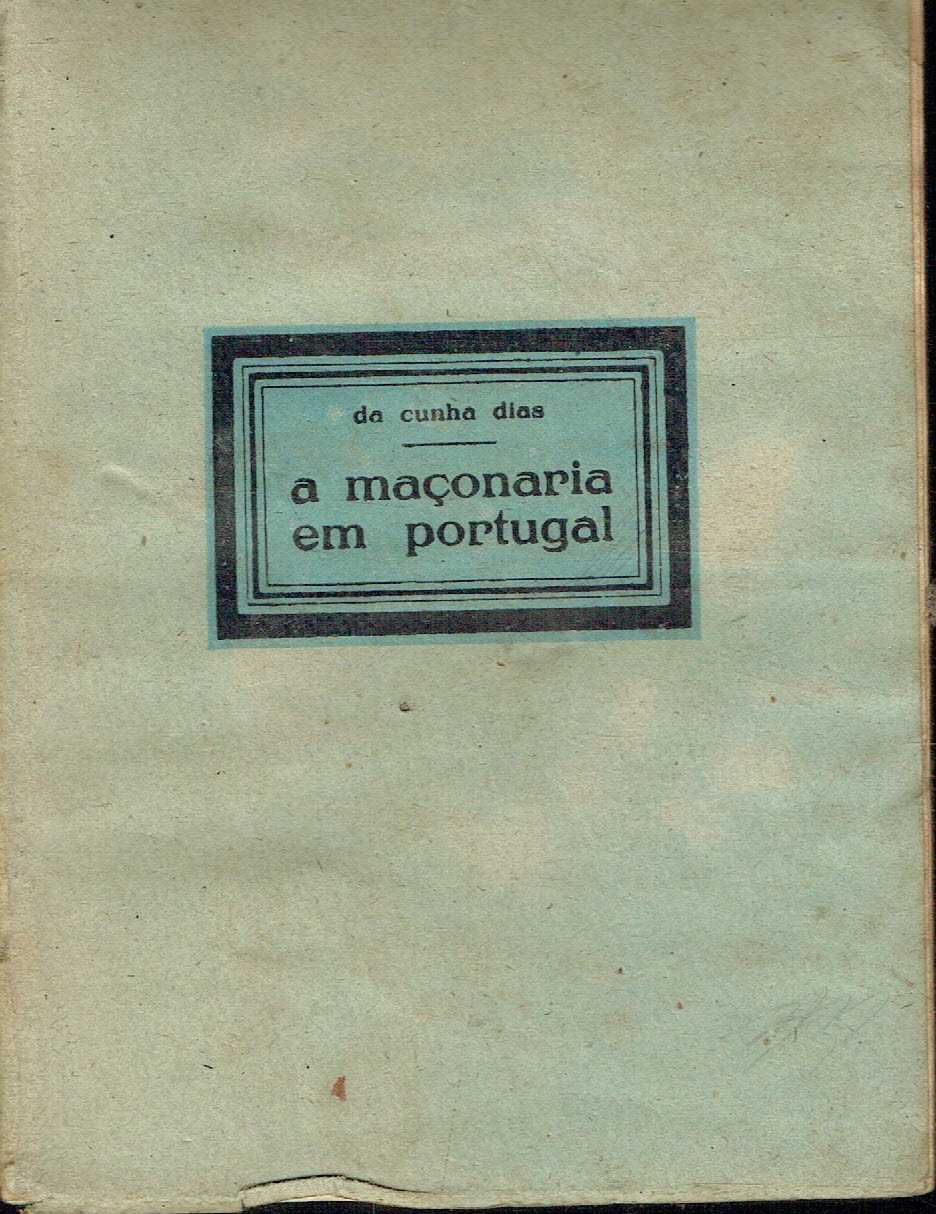 da cunha dias
a maçonaria
em portugal